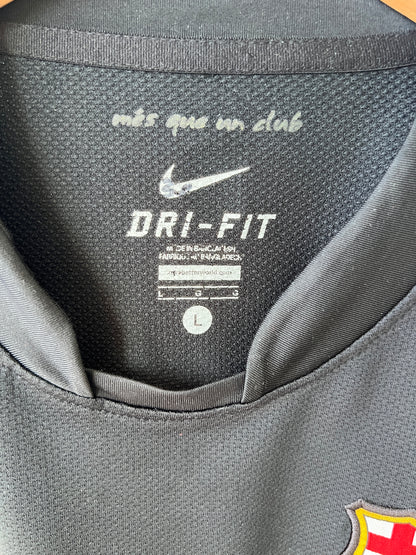 més que un club
DRI-FIT
MADE IN BANGLADESH
FABRIQUÉ AU BANGLADESH
L G G
L